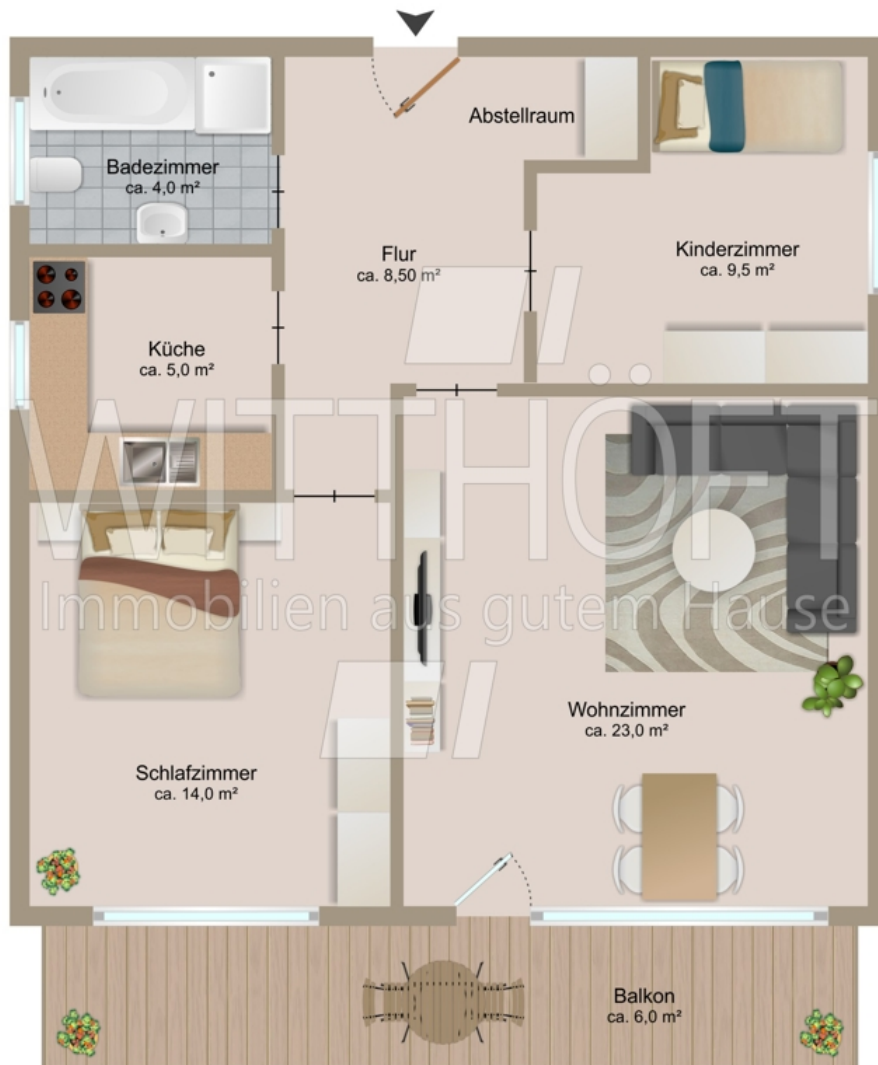 Abstellraum
Badezimmer
ca. 4,0 m²
Flur
ca. 8,50 m²
Kinderzimmer
ca. 9,5 m²
Küche
ca. 5,0 m²
WITTHÖFT
Immobilien aus gutem Hause
Wohnzimmer
ca. 23,0 m²
Schlafzimmer
ca. 14,0 m²
Balkon
ca. 6,0 m²